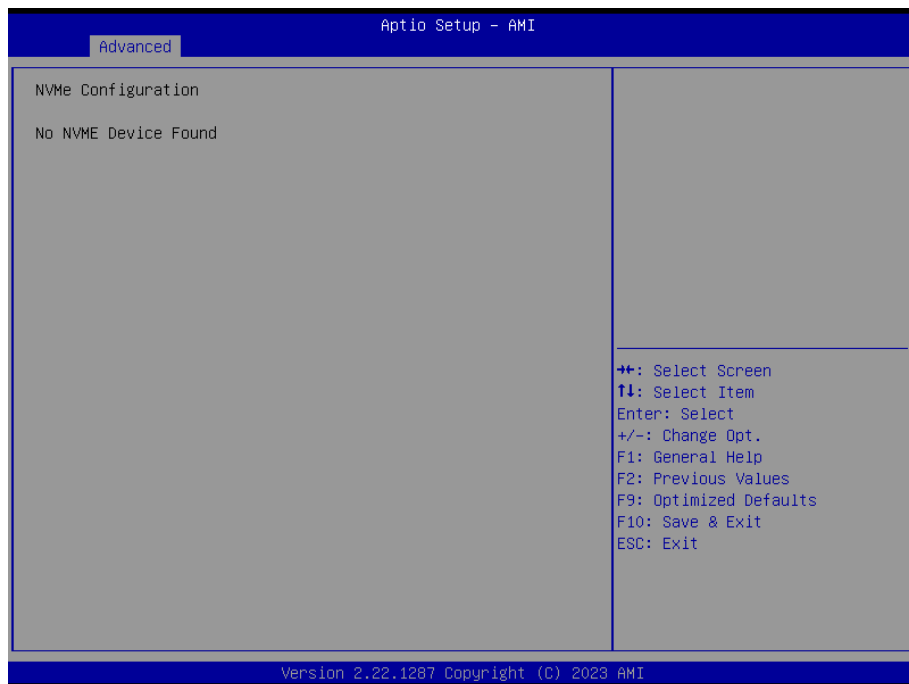 Aptio Setup – AMI
Advanced
NVMe Configuration
No NVME Device Found
→←: Select Screen
↑↓: Select Item
Enter: Select
+/-: Change Opt.
F1: General Help
F2: Previous Values
F9: Optimized Defaults
F10: Save & Exit
ESC: Exit
Version 2.22.1287 Copyright (C) 2023 AMI